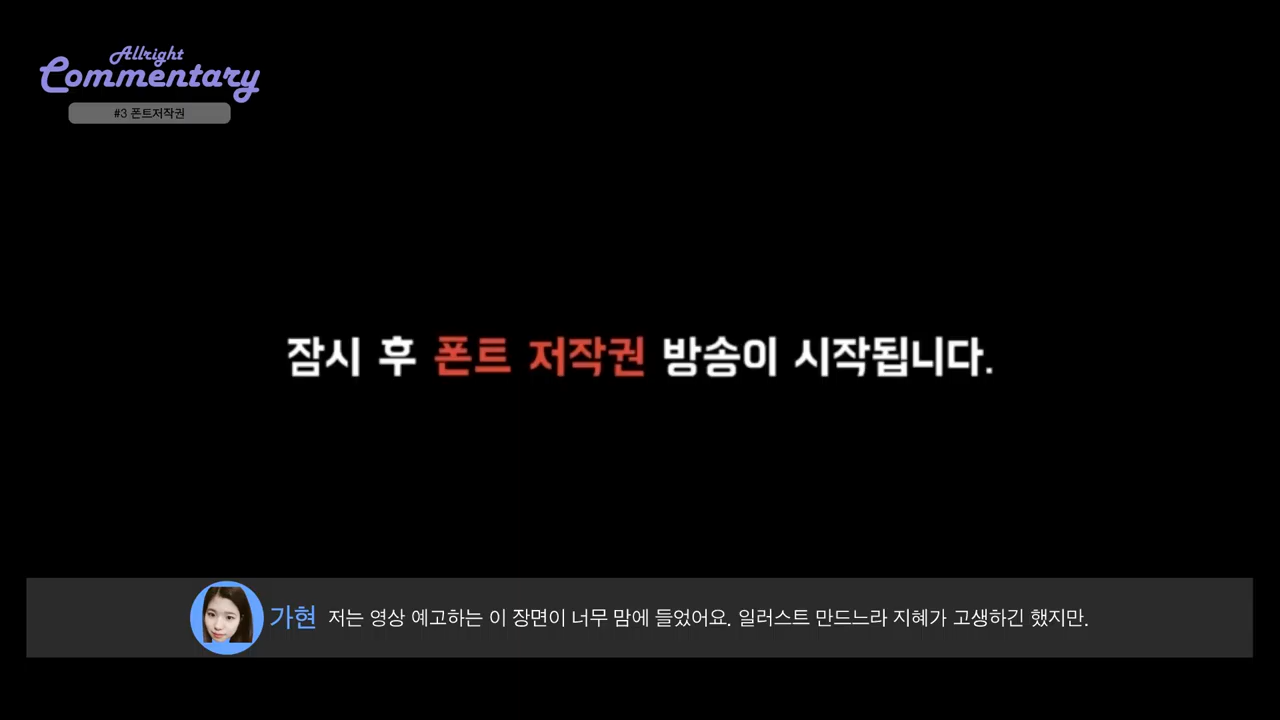 Allright
Commentary
#3 폰트저작권
잠시 후 폰트 저작권 방송이 시작됩니다.
가현 저는 영상 예고하는 이 장면이 너무 맘에 들었어요. 일러스트 만드느라 지혜가 고생하긴 했지만.